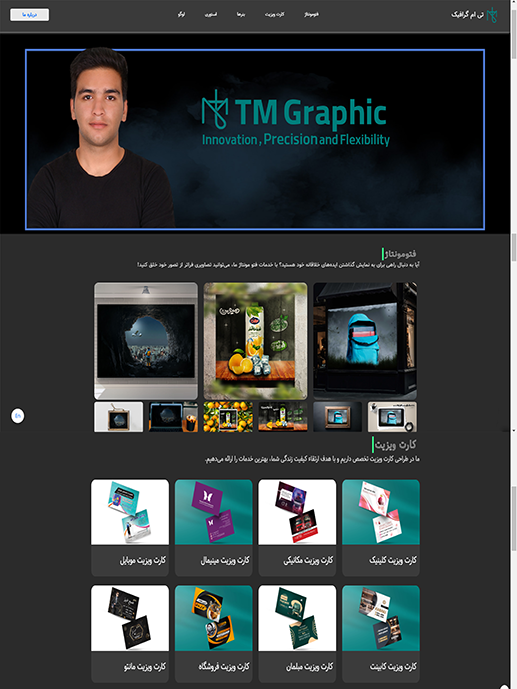 تی ام گرافیک
فتومونتاژ
کارت ویزیت
بنرها
استوری
لوگو
درباره ما
TM Graphic
Innovation , Precision and Flexibility
فتومونتاژ
آیا به دنبال راهی برای به نمایش گذاشتن ایده‌های خلاقانه خود هستید؟ با خدمات فتو مونتاژ ما، می‌توانید تصاویری فراتر از تصور خود خلق کنید!
کارت ویزیت
ما در طراحی کارت ویزیت تخصص داریم و با هدف ارتقاء کیفیت زندگی شما، بهترین خدمات را ارائه می‌دهیم.
کارت ویزیت کلینیک
کارت ویزیت مکانیکی
کارت ویزیت مینیمال
کارت ویزیت موبایل
کارت ویزیت کابینت
کارت ویزیت مبلمان
کارت ویزیت فروشگاه
کارت ویزیت مانتو